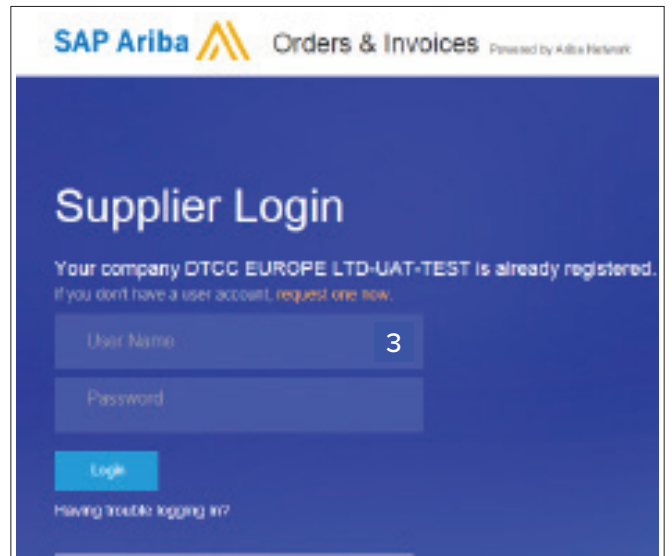 SAP Ariba Orders & Invoices Powered by Ariba Network
Supplier Login
Your company DTCC EUROPE LTD-UAT-TEST is already registered.
If you don't have a user account, request one now.
User Name 3
Password
Login
Having trouble logging in?